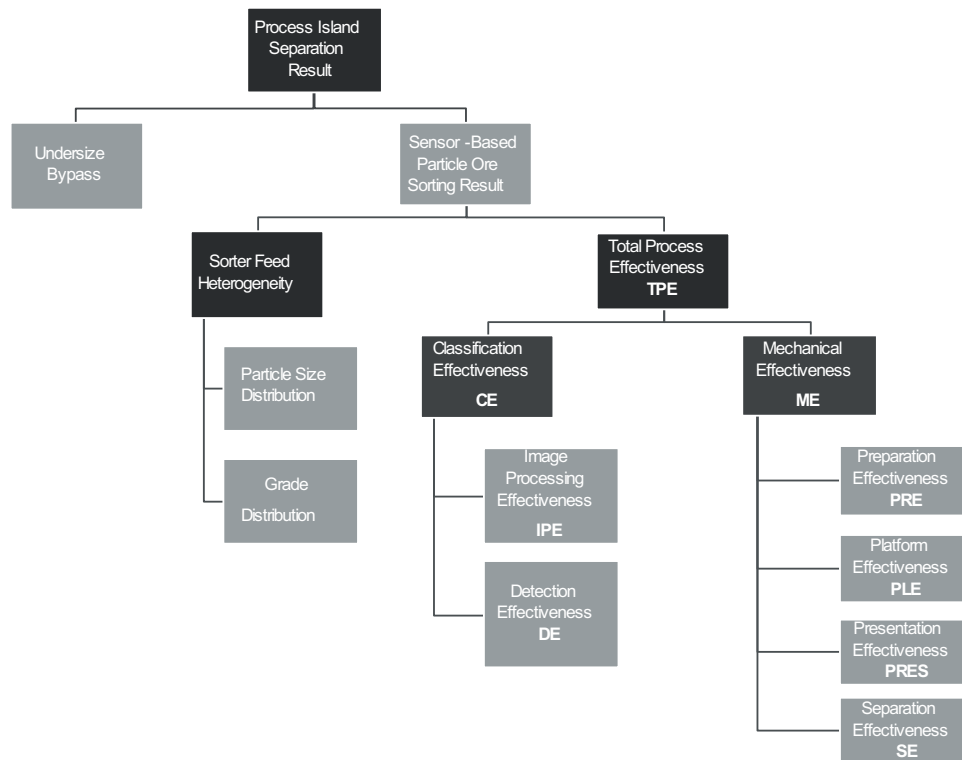 Process Island
Separation
Result
Undersize
Bypass
Sensor -Based
Particle Ore
Sorting Result
Sorter Feed
Heterogeneity
Total Process
Effectiveness
TPE
Particle Size
Distribution
Grade
Distribution
Classification
Effectiveness
CE
Image
Processing
Effectiveness
IPE
Detection
Effectiveness
DE
Mechanical
Effectiveness
ME
Preparation
Effectiveness
PRE
Platform
Effectiveness
PLE
Presentation
Effectiveness
PRES
Separation
Effectiveness
SE